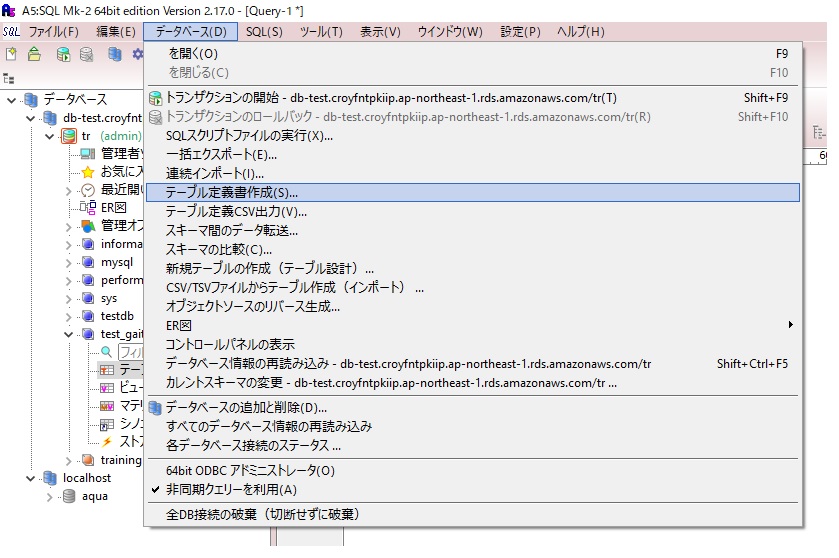 A5:SQL Mk-2 64bit edition Version 2.17.0 - [Query-1 *]
SQL ファイル(F) 編集(E) データベース(D) SQL(S) ツール(T) 表示(V) ウインドウ(W) 設定(P) ヘルプ(H)
を開く(O) F9
を閉じる(C) F10
トランザクションの開始 - db-test.croyfntpkiip.ap-northeast-1.rds.amazonaws.com/tr(T) Shift+F9
トランザクションのロールバック - db-test.croyfntpkiip.ap-northeast-1.rds.amazonaws.com/tr(R) Shift+F10
SQLスクリプトファイルの実行(X)...
一括エクスポート(E)...
連続インポート(I)...
テーブル定義書作成(S)...
テーブル定義CSV出力(V)...
スキーマ間のデータ転送...
スキーマの比較(C)...
新規テーブルの作成（テーブル設計）...
CSV/TSVファイルからテーブル作成（インポート） ...
オブジェクトソースのリバース生成...
ER図
コントロールパネルの表示
データベース情報の再読み込み - db-test.croyfntpkiip.ap-northeast-1.rds.amazonaws.com/tr Shift+Ctrl+F5
カレントスキーマの変更 - db-test.croyfntpkiip.ap-northeast-1.rds.amazonaws.com/tr ...
データベースの追加と削除(D)...
すべてのデータベース情報の再読み込み
各データベース接続のステータス ...
64bit ODBC アドミニストレータ(O)
非同期クエリーを利用(A)
全DB接続の破棄（切断せずに破棄）
データベース
db-test.croyfnt
tr (admin)
管理者
お気に
最近開
ER図
管理オ
informa
mysql
perform
sys
testdb
test_gait
フィ
テー
ビュ
マテ
シノ
スト
training
localhost
aqua